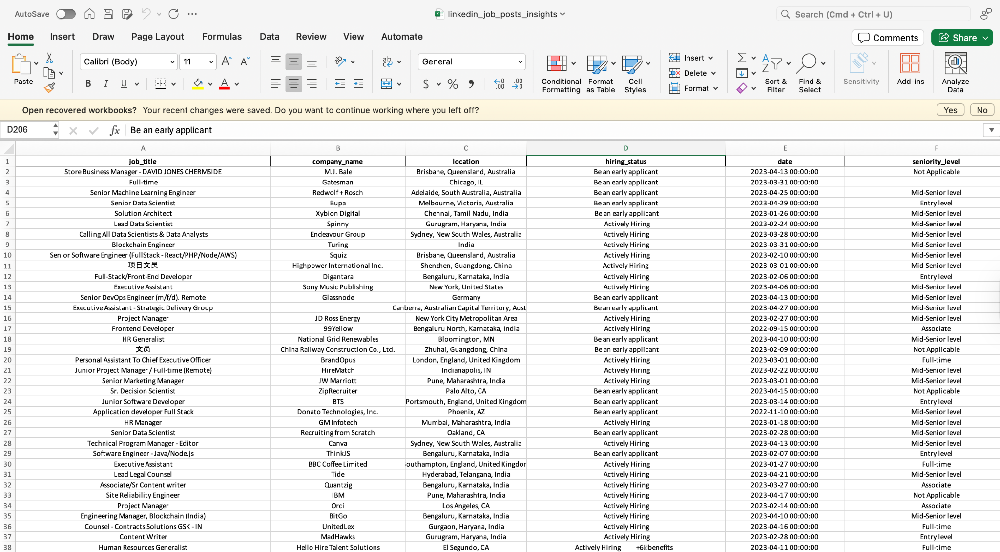 AutoSave linkedin_job_posts_insights Search (Cmd + Ctrl + U)
Home Insert Draw Page Layout Formulas Data Review View Automate Comments Share
Calibri (Body) 11 A^ A˅ ab General Insert
Paste B I U A $ % 9 .00 .00 Conditional Formatting Format as Table Cell Styles Delete Format Sort & Filter Find & Select Sensitivity Add-ins Analyze Data
Open recovered workbooks? Your recent changes were saved. Do you want to continue working where you left off? Yes No
D206 fx Be an early applicant
A B C D E F
1 job_title company_name location hiring_status date seniority_level
2 Store Business Manager - DAVID JONES CHERMSIDE M.J. Bale Brisbane, Queensland, Australia Be an early applicant 2023-04-13 00:00:00 Not Applicable
3 Full-time Gatesman Chicago, IL Be an early applicant 2023-03-31 00:00:00
4 Senior Machine Learning Engineer Redwolf + Rosch Adelaide, South Australia, Australia Be an early applicant 2023-04-25 00:00:00 Mid-Senior level
5 Senior Data Scientist Bupa Melbourne, Victoria, Australia Be an early applicant 2023-04-29 00:00:00 Entry level
6 Solution Architect Xybion Digital Chennai, Tamil Nadu, India Be an early applicant 2023-01-26 00:00:00 Mid-Senior level
7 Lead Data Scientist Spinny Gurugram, Haryana, India Actively Hiring 2023-02-24 00:00:00 Mid-Senior level
8 Calling All Data Scientists & Data Analysts Endeavour Group Sydney, New South Wales, Australia Actively Hiring 2023-03-28 00:00:00 Mid-Senior level
9 Blockchain Engineer Turing India Actively Hiring 2023-03-31 00:00:00 Mid-Senior level
10 Senior Software Engineer (FullStack - React/PHP/Node/AWS) Squiz Brisbane, Queensland, Australia Actively Hiring 2023-02-10 00:00:00 Mid-Senior level
11 项目文员 Highpower International Inc. Shenzhen, Guangdong, China Actively Hiring 2023-03-01 00:00:00 Mid-Senior level
12 Full-Stack/Front-End Developer Digantara Bengaluru, Karnataka, India Actively Hiring 2023-02-06 00:00:00 Entry level
13 Executive Assistant Sony Music Publishing New York, United States Actively Hiring 2023-04-06 00:00:00 Mid-Senior level
14 Senior DevOps Engineer (m/f/d). Remote Glassnode Germany Be an early applicant 2023-04-13 00:00:00 Mid-Senior level
15 Executive Assistant - Strategic Delivery Group Canberra, Australian Capital Territory, Aust Be an early applicant 2023-04-27 00:00:00 Mid-Senior level
16 Project Manager JD Ross Energy New York City Metropolitan Area Actively Hiring 2023-02-27 00:00:00 Mid-Senior level
17 Frontend Developer 99Yellow Bengaluru North, Karnataka, India Actively Hiring 2022-09-15 00:00:00 Associate
18 HR Generalist National Grid Renewables Bloomington, MN Be an early applicant 2023-04-10 00:00:00 Mid-Senior level
19 文员 China Railway Construction Co., Ltd. Zhuhai, Guangdong, China Be an early applicant 2023-02-09 00:00:00 Not Applicable
20 Personal Assistant To Chief Executive Officer BrandOpus London, England, United Kingdom Actively Hiring 2023-03-01 00:00:00 Full-time
21 Junior Project Manager / Full-time (Remote) HireMatch Indianapolis, IN Actively Hiring 2023-02-22 00:00:00 Mid-Senior level
22 Senior Marketing Manager JW Marriott Pune, Maharashtra, India Actively Hiring 2023-03-01 00:00:00 Mid-Senior level
23 Sr. Decision Scientist ZipRecruiter Palo Alto, CA Be an early applicant 2023-04-15 00:00:00 Not Applicable
24 Junior Software Developer BTS Portsmouth, England, United Kingdom Be an early applicant 2023-03-14 00:00:00 Entry level
25 Application developer Full Stack Donato Technologies, Inc. Phoenix, AZ Be an early applicant 2022-11-10 00:00:00 Mid-Senior level
26 HR Manager GM Infotech Mumbai, Maharashtra, India Actively Hiring 2023-01-18 00:00:00 Mid-Senior level
27 Senior Data Scientist Recruiting from Scratch Oakland, CA Be an early applicant 2023-02-28 00:00:00 Mid-Senior level
28 Technical Program Manager - Editor Canva Sydney, New South Wales, Australia Actively Hiring 2023-04-13 00:00:00 Mid-Senior level
29 Software Engineer - Java/Node.js ThinkJS Bengaluru, Karnataka, India Be an early applicant 2023-02-07 00:00:00 Entry level
30 Executive Assistant BBC Coffee Limited outhampton, England, United Kingdor Actively Hiring 2023-01-27 00:00:00 Full-time
31 Lead Legal Counsel Tide Hyderabad, Telangana, India Actively Hiring 2023-04-21 00:00:00 Mid-Senior level
32 Associate/Sr Content writer Quantzig Bengaluru, Karnataka, India Actively Hiring 2023-03-27 00:00:00 Associate
33 Site Reliability Engineer IBM Pune, Maharashtra, India Actively Hiring 2023-04-17 00:00:00 Not Applicable
34 Project Manager Orci Los Angeles, CA Actively Hiring 2023-02-14 00:00:00 Associate
35 Engineering Manager, Blockchain (India) BitGo Bengaluru, Karnataka, India Actively Hiring 2023-04-10 00:00:00 Mid-Senior level
36 Counsel - Contracts Solutions GSK - IN UnitedLex Gurgaon, Haryana, India Actively Hiring 2023-04-16 00:00:00 Full-time
37 Content Writer MadHawks Gurugram, Haryana, India Actively Hiring 2023-02-28 00:00:00 Entry level
38 Human Resources Generalist Hello Hire Talent Solutions El Segundo, CA Actively Hiring +6 benefits 2023-04-11 00:00:00 Full-time